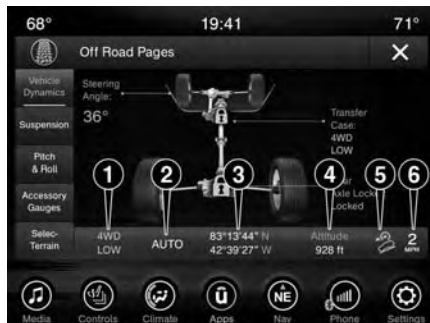 68°
19:41
71°
Off Road Pages
Vehicle
Dynamics
Suspension
Pitch
& Roll
Accessory
Gauges
Selec-
Terrain
Steering
Angle:
36°
Transfer
Case:
4WD
LOW
Axle Lock
Locked
1
2
3
4
5
6
4WD
LOW
AUTO
83°13'44" N
42°39'27" W
Altitude
928 ft
2
MPH
Media
Controls
Climate
Apps
Nav
NE
Phone
Settings